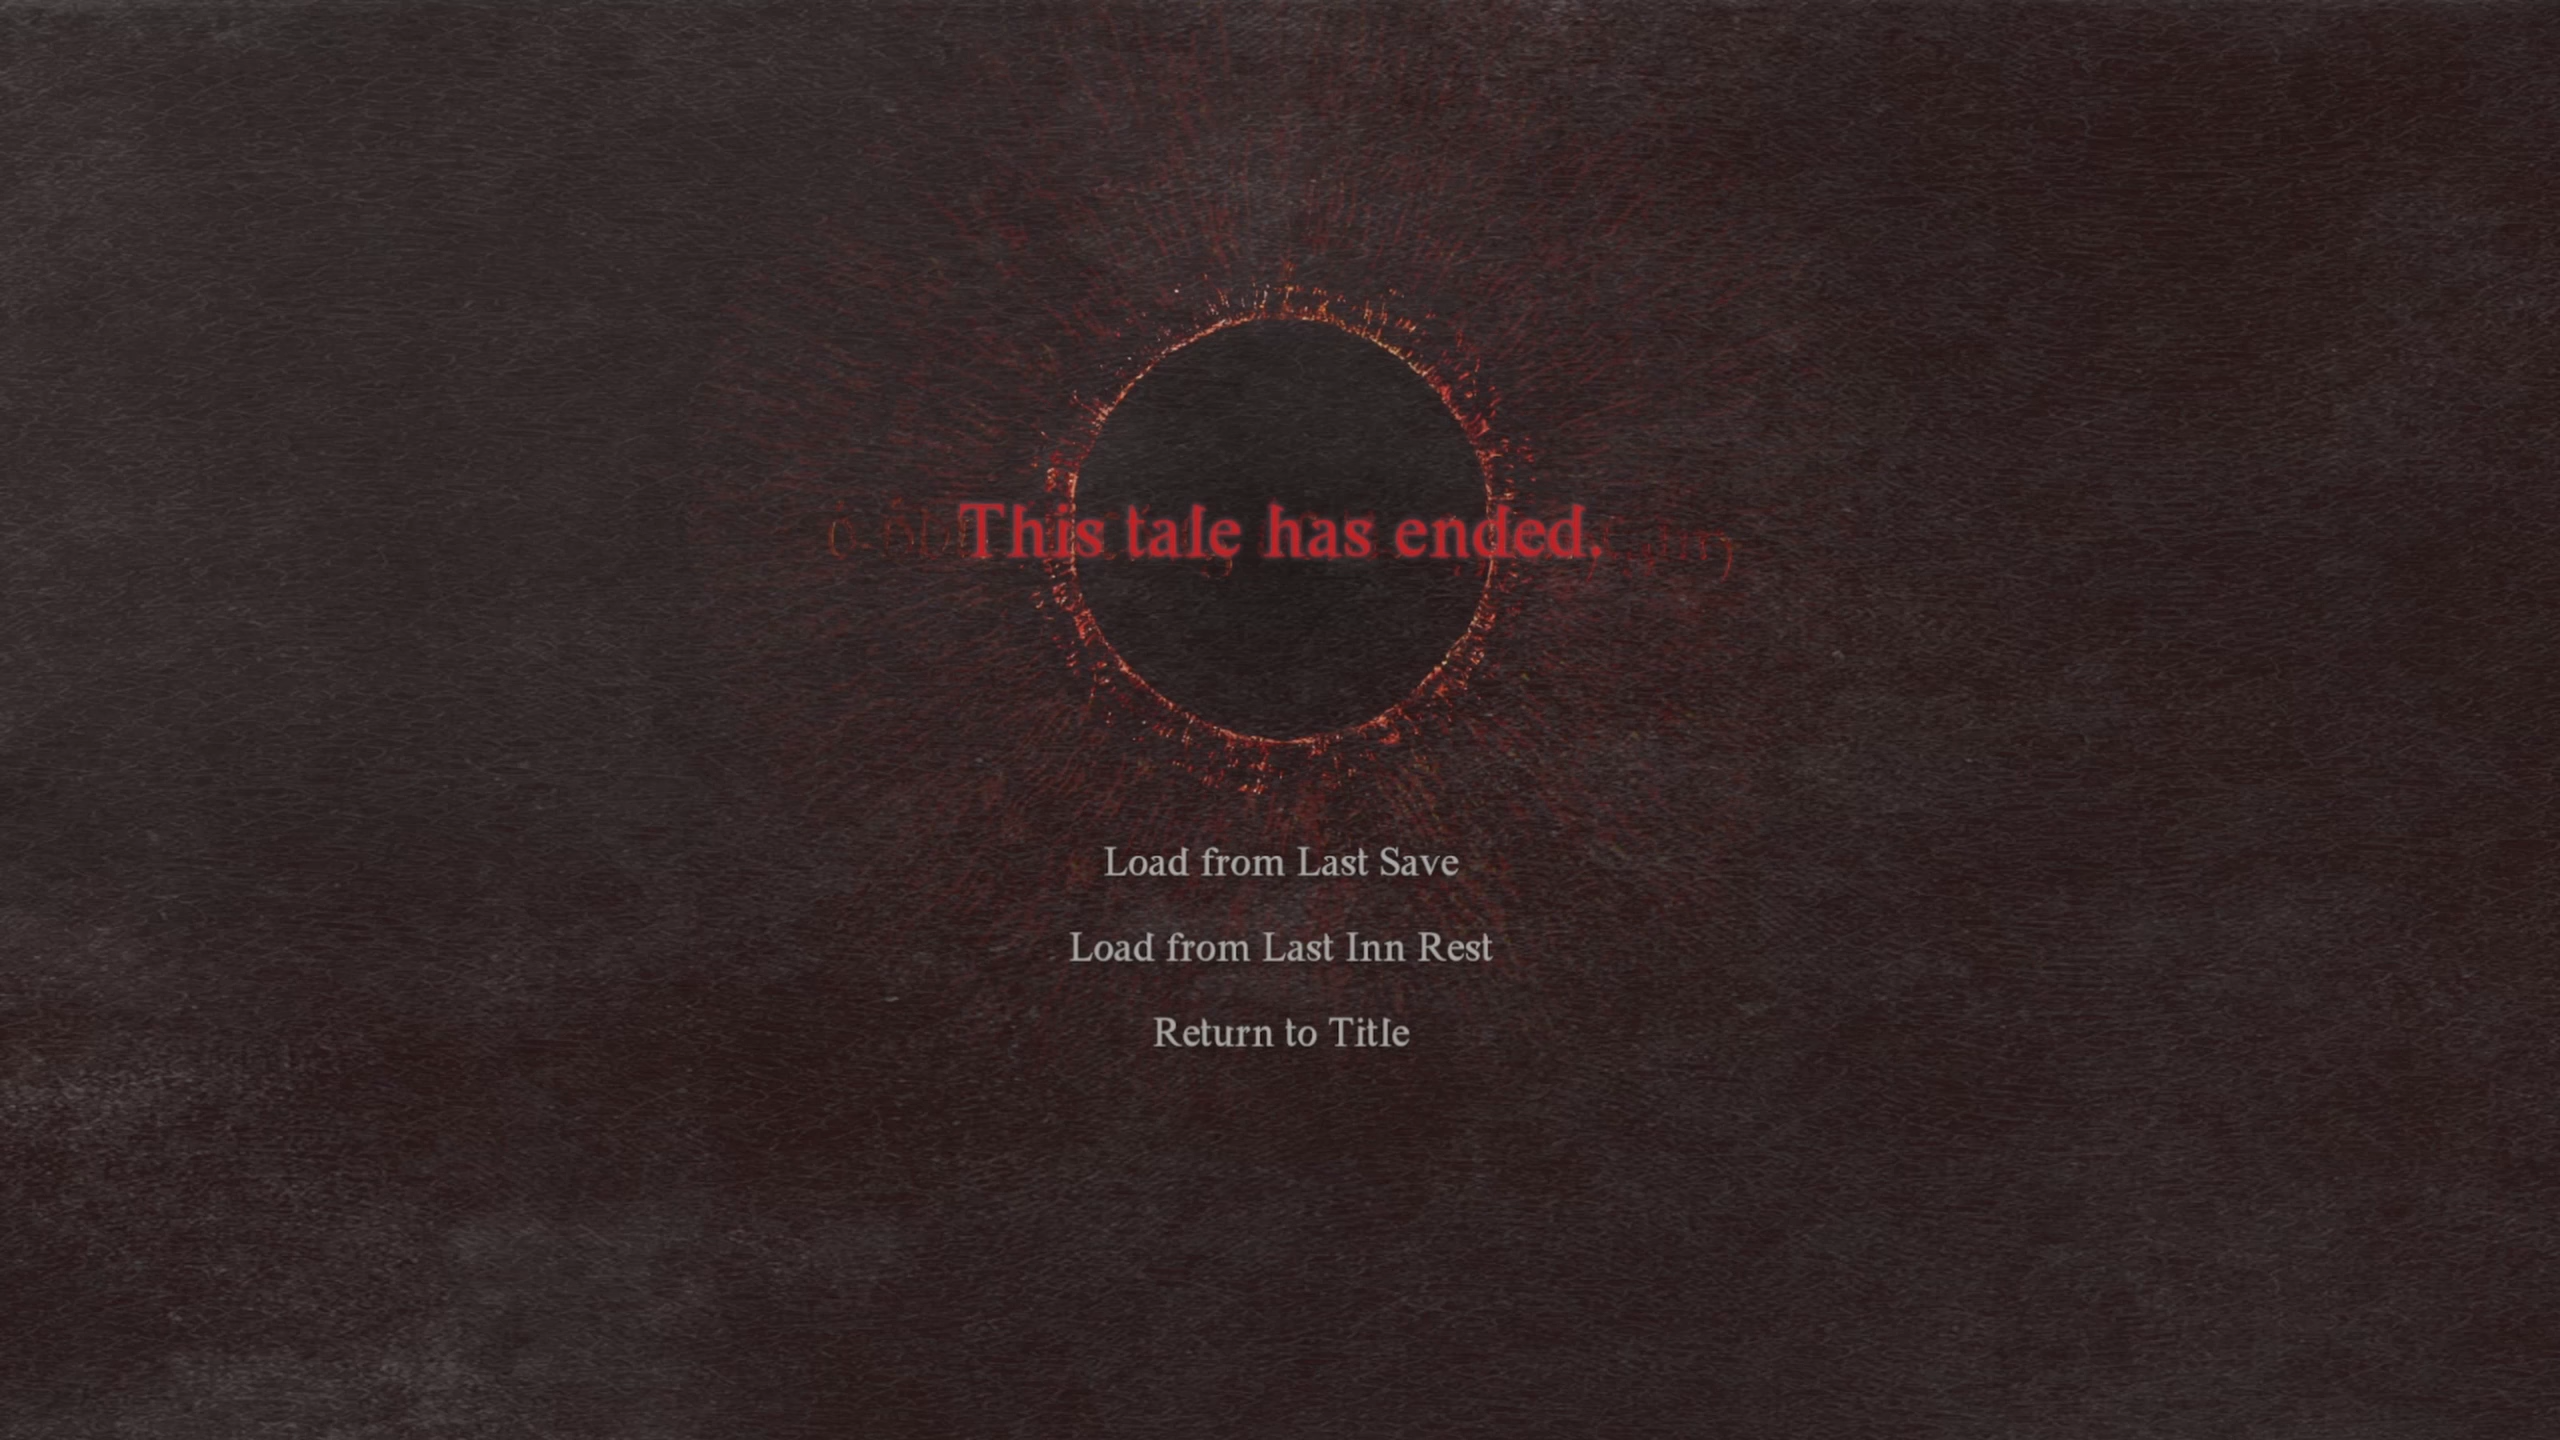 This tale has ended.
Load from Last Save
Load from Last Inn Rest
Return to Title